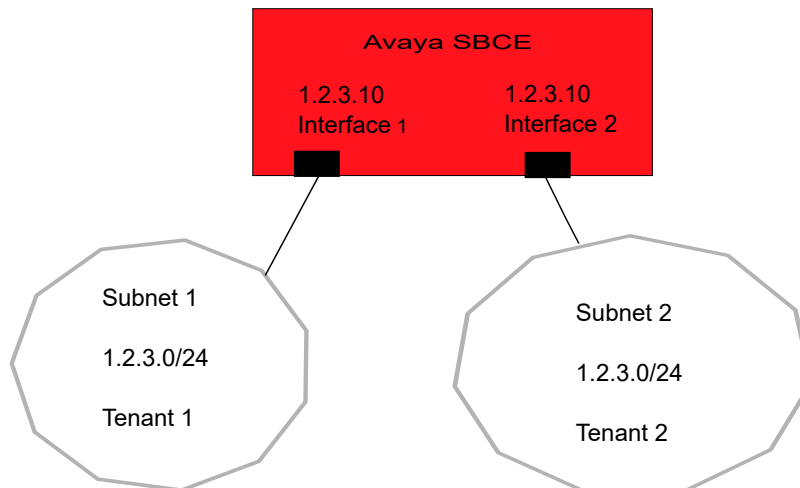 Avaya SBCE
1.2.3.10
Interface 1
1.2.3.10
Interface 2
Subnet 1
1.2.3.0/24
Tenant 1
Subnet 2
1.2.3.0/24
Tenant 2